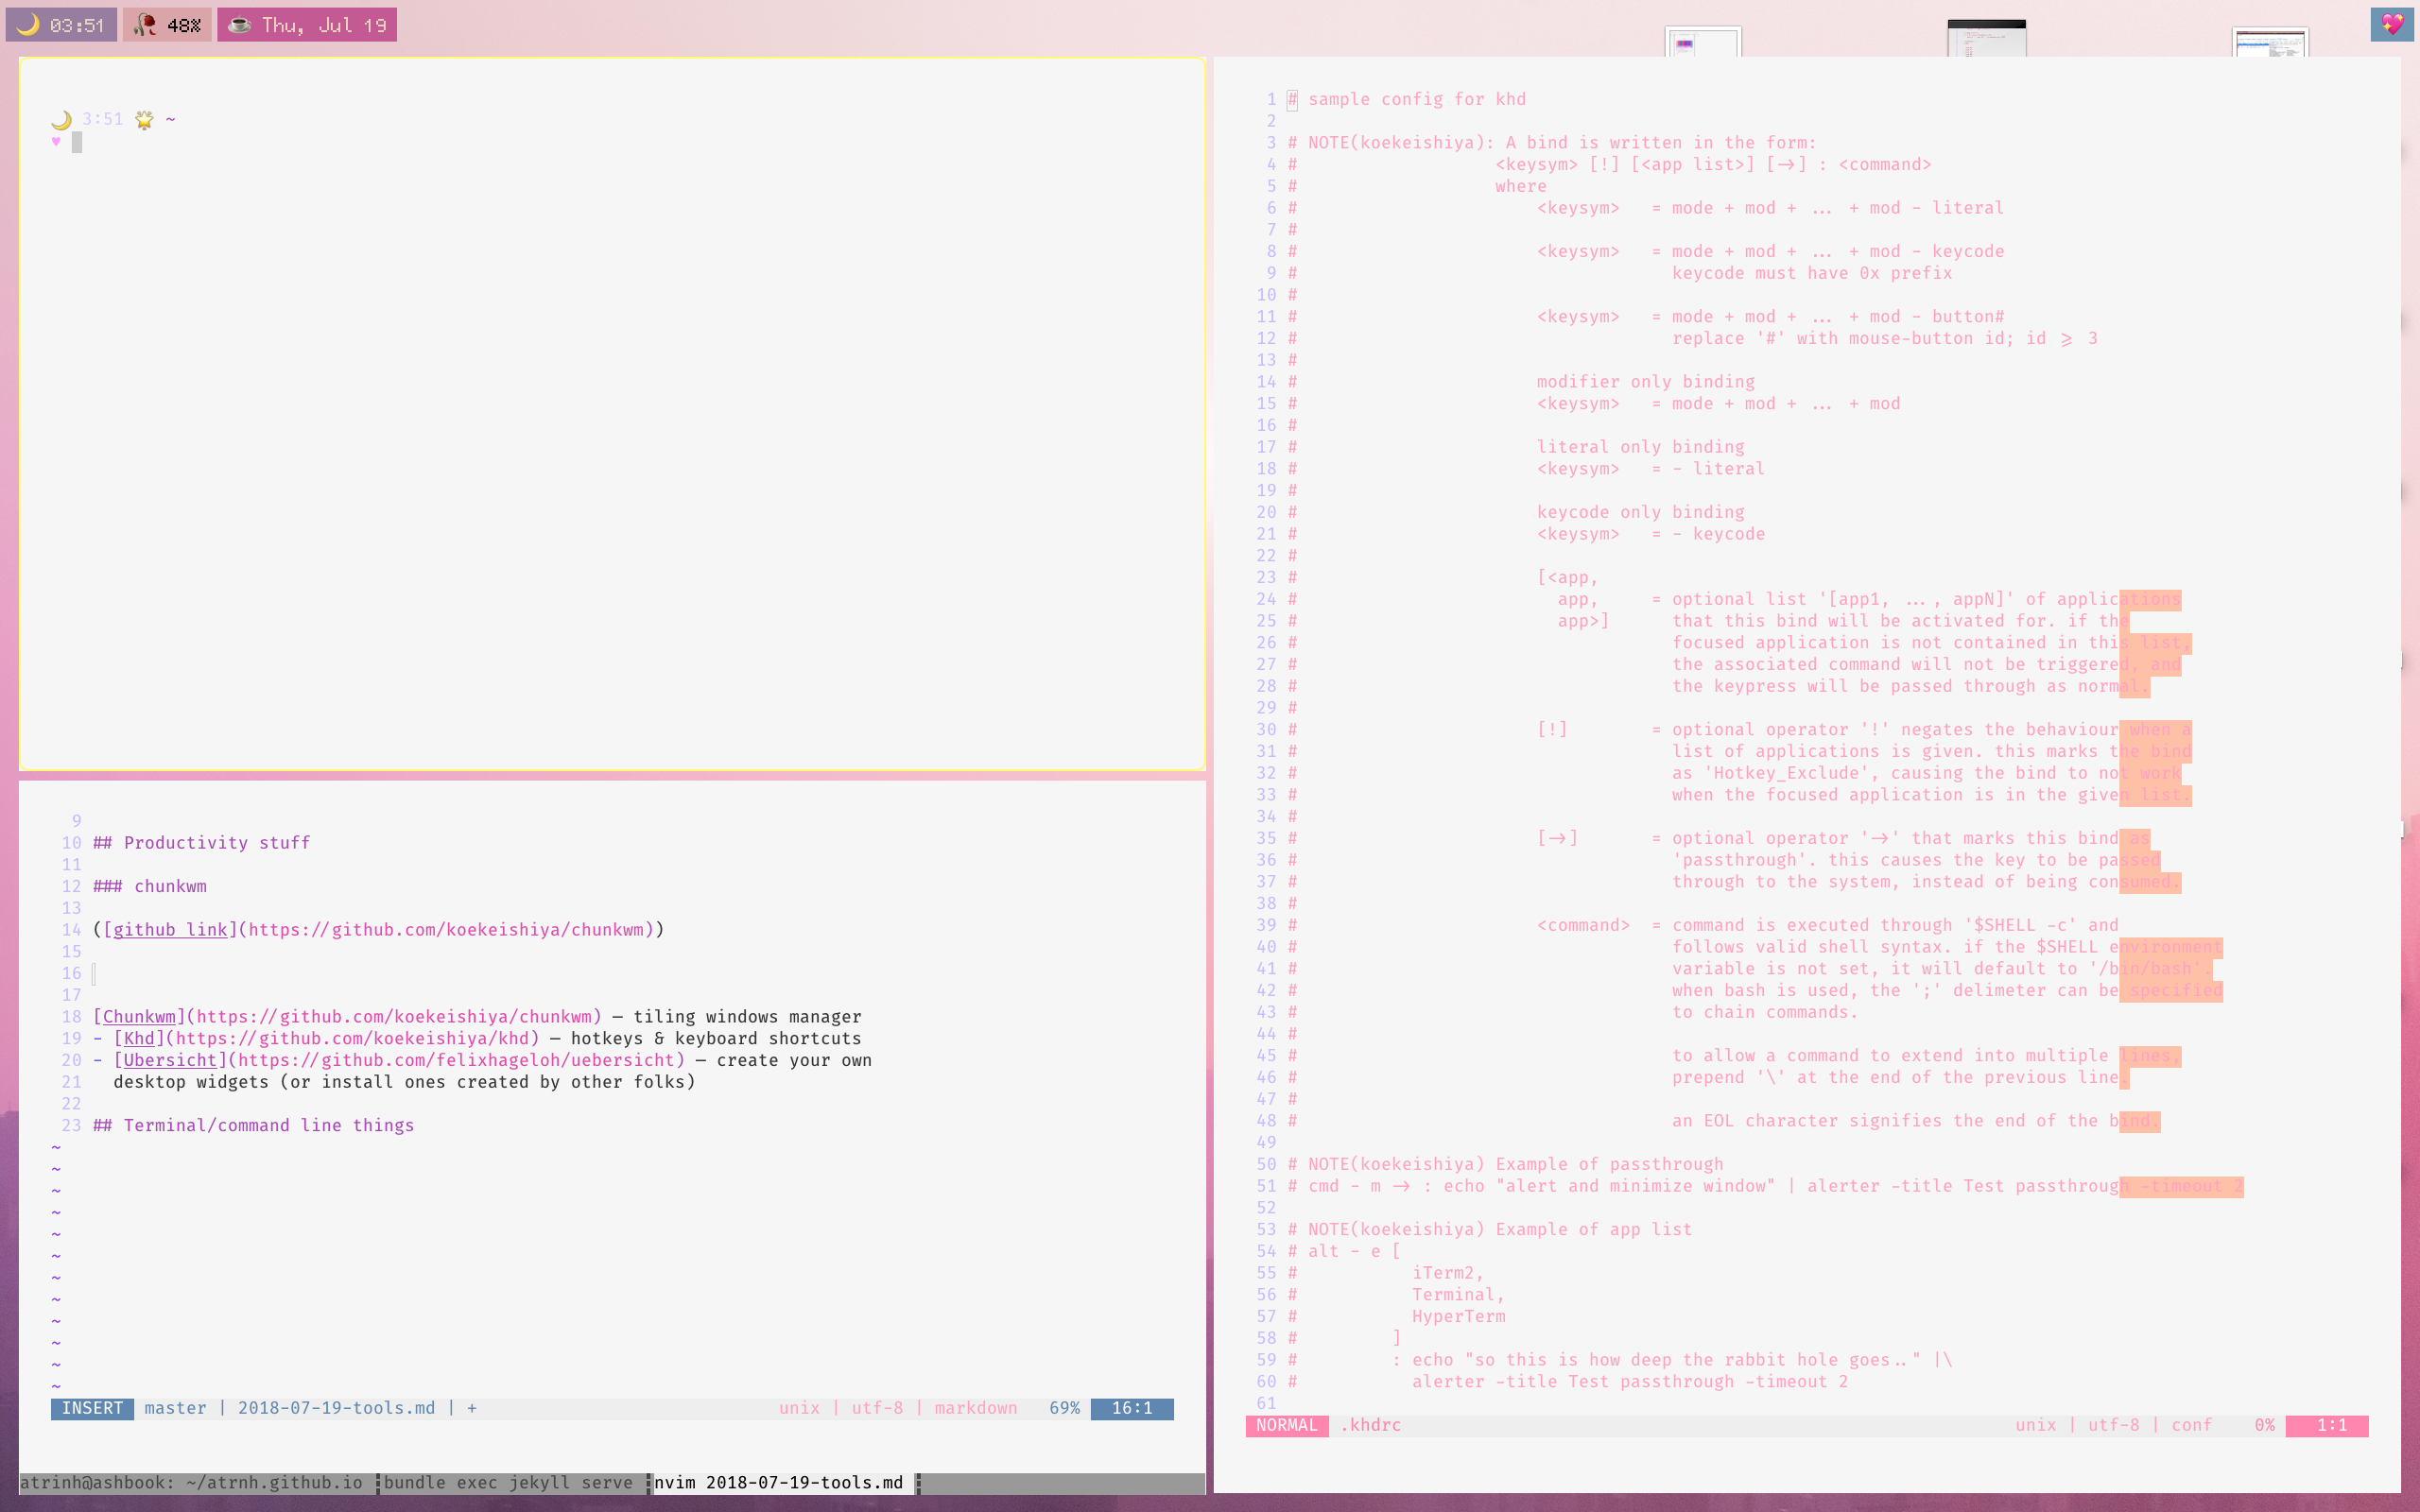 🌙 03:51 🥀 48% ☕ Thu, Jul 19 💖
🌙 3:51 🌟 ~
♥
9
10 ## Productivity stuff
11
12 ### chunkwm
13
14 ([github link](https://github.com/koekeishiya/chunkwm))
15
16
17
18 [Chunkwm](https://github.com/koekeishiya/chunkwm) — tiling windows manager
19 - [Khd](https://github.com/koekeishiya/khd) — hotkeys & keyboard shortcuts
20 - [Ubersicht](https://github.com/felixhageloh/uebersicht) — create your own
21   desktop widgets (or install ones created by other folks)
22
23 ## Terminal/command line things
~
~
~
~
~
~
~
~
~
~
~
~
INSERT master | 2018-07-19-tools.md | + unix | utf-8 | markdown 69% 16:1
atrinh@ashbook: ~/atrnh.github.io ¦bundle exec jekyll serve ¦nvim 2018-07-19-tools.md ¦
1 # sample config for khd
2
3 # NOTE(koekeishiya): A bind is written in the form:
4 #                   <keysym> [!] [<app list>] [->] : <command>
5 #                   where
6 #                       <keysym>   = mode + mod + ... + mod - literal
7 #
8 #                       <keysym>   = mode + mod + ... + mod - keycode
9 #                                    keycode must have 0x prefix
10 #
11 #                       <keysym>   = mode + mod + ... + mod - button#
12 #                                    replace '#' with mouse-button id; id >= 3
13 #
14 #                       modifier only binding
15 #                       <keysym>   = mode + mod + ... + mod
16 #
17 #                       literal only binding
18 #                       <keysym>   = - literal
19 #
20 #                       keycode only binding
21 #                       <keysym>   = - keycode
22 #
23 #                       [<app,
24 #                         app,     = optional list '[app1, ..., appN]' of applications
25 #                         app>]      that this bind will be activated for. if the
26 #                                    focused application is not contained in this list,
27 #                                    the associated command will not be triggered, and
28 #                                    the keypress will be passed through as normal.
29 #
30 #                       [!]        = optional operator '!' negates the behaviour when a
31 #                                    list of applications is given. this marks the bind
32 #                                    as 'Hotkey_Exclude', causing the bind to not work
33 #                                    when the focused application is in the given list.
34 #
35 #                       [->]       = optional operator '->' that marks this bind as
36 #                                    'passthrough'. this causes the key to be passed
37 #                                    through to the system, instead of being consumed.
38 #
39 #                       <command>  = command is executed through '$SHELL -c' and
40 #                                    follows valid shell syntax. if the $SHELL environment
41 #                                    variable is not set, it will default to '/bin/bash'.
42 #                                    when bash is used, the ';' delimeter can be specified
43 #                                    to chain commands.
44 #
45 #                                    to allow a command to extend into multiple lines,
46 #                                    prepend '\' at the end of the previous line.
47 #
48 #                                    an EOL character signifies the end of the bind.
49
50 # NOTE(koekeishiya) Example of passthrough
51 # cmd - m -> : echo "alert and minimize window" | alerter -title Test passthrough -timeout 2
52
53 # NOTE(koekeishiya) Example of app list
54 # alt - e [
55 #           iTerm2,
56 #           Terminal,
57 #           HyperTerm
58 #         ]
59 #         : echo "so this is how deep the rabbit hole goes.." |\
60 #           alerter -title Test passthrough -timeout 2
61
NORMAL .khdrc unix | utf-8 | conf 0% 1:1